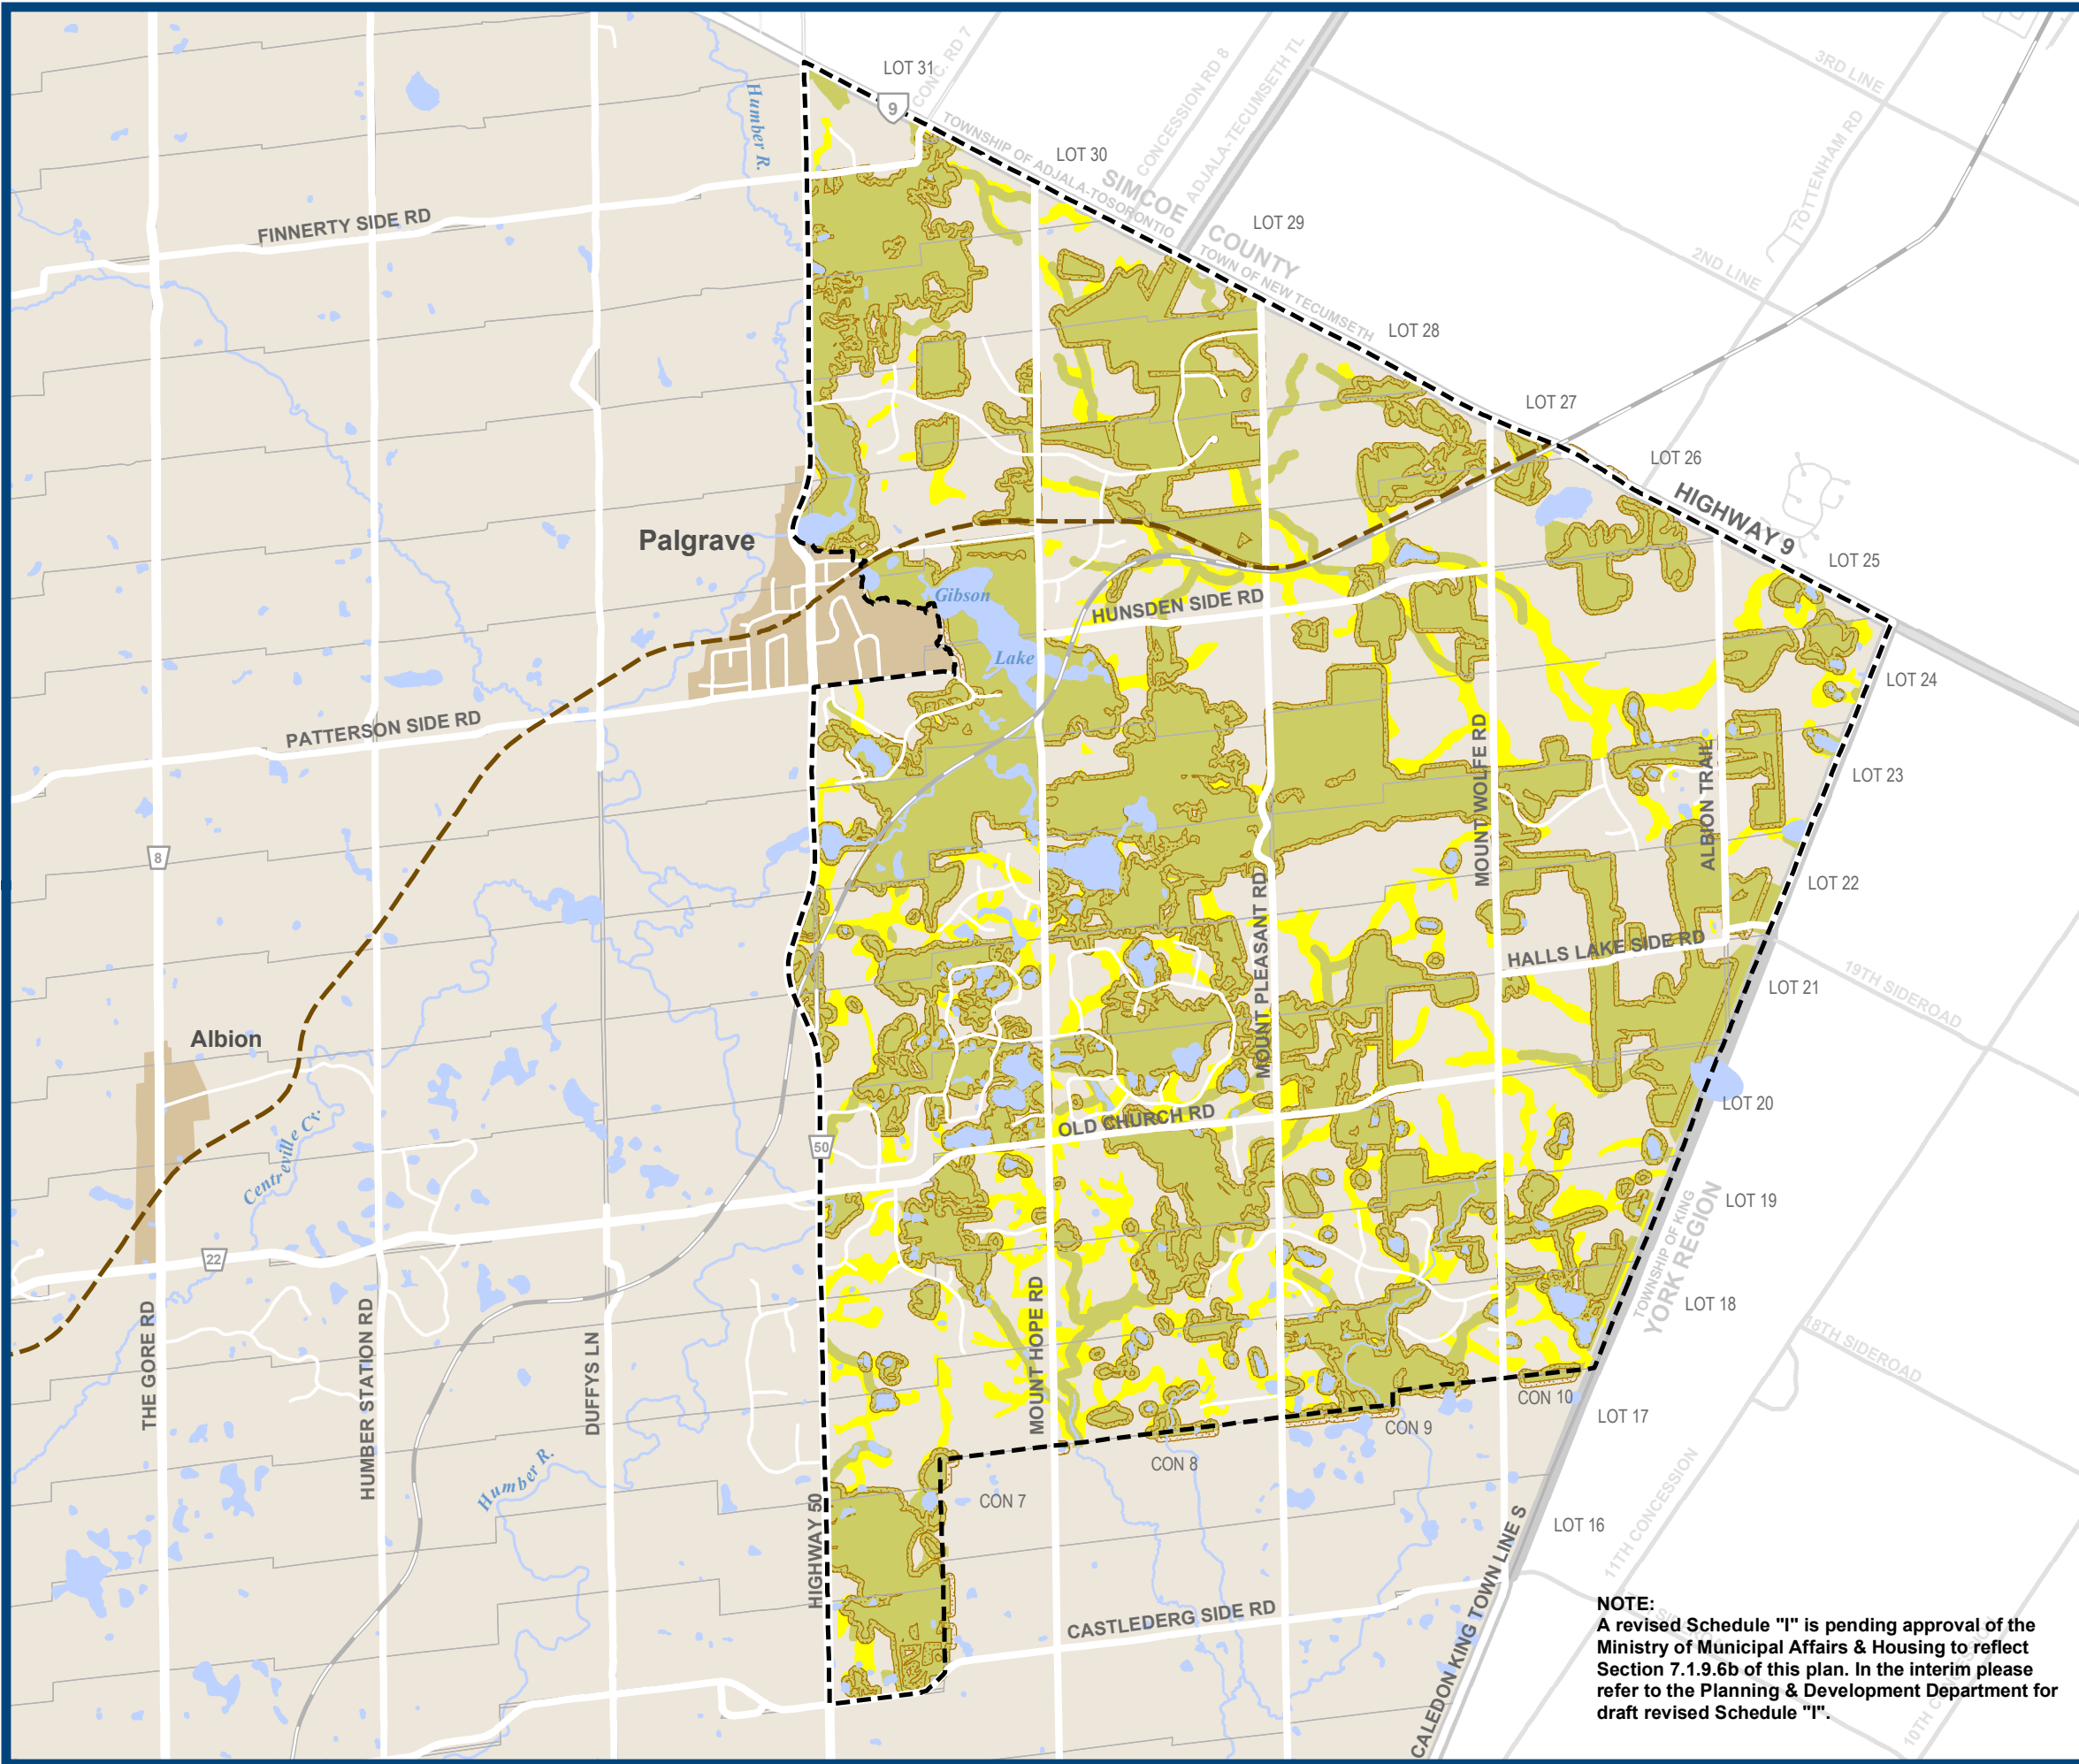 LOT 31
CONC. RD 7
9
TOWNSHIP OF ADJALA-TOSORONTIO
SIMCOE
COUNTY
TOWN OF NEW TECUMSETH
CONCESSION RD 8
ADJALA-TECUMSETH TL
3RD LINE
TOTTENHAM RD
2ND LINE
Humber R.
LOT 30
LOT 29
LOT 28
LOT 27
LOT 26
HIGHWAY 9
LOT 25
FINNERTY SIDE RD
Palgrave
Gibson
Lake
HUNSDEN SIDE RD
PATTERSON SIDE RD
LOT 24
LOT 23
MOUNT WOLFE RD
ALBION TRAIL
8
LOT 22
MOUNT PLEASANT RD
HALLS LAKE SIDE RD
19TH SIDEROAD
LOT 21
Albion
Centreville Cr.
50
OLD CHURCH RD
LOT 20
LOT 19
TOWNSHIP OF KING
YORK REGION
22
LOT 18
18TH SIDEROAD
THE GORE RD
HUMBER STATION RD
DUFFYS LN
MOUNT HOPE RD
CON 10
LOT 17
CON 9
CON 8
CON 7
Humber R.
HIGHWAY 50
11TH CONCESSION
LOT 16
CASTLEDERG SIDE RD
CALEDON KING TOWN LINE S
10TH CONCESSION
NOTE:
A revised Schedule "I" is pending approval of the
Ministry of Municipal Affairs & Housing to reflect
Section 7.1.9.6b of this plan. In the interim please
refer to the Planning & Development Department for
draft revised Schedule "I".